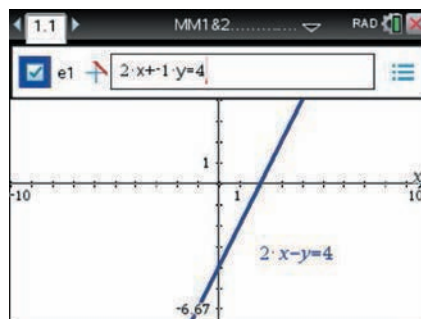 1.1 MM1&2............. RAD
e1 2·x+-1·y=4
1
x
-10 1 10
2·x-y=4
-6.67